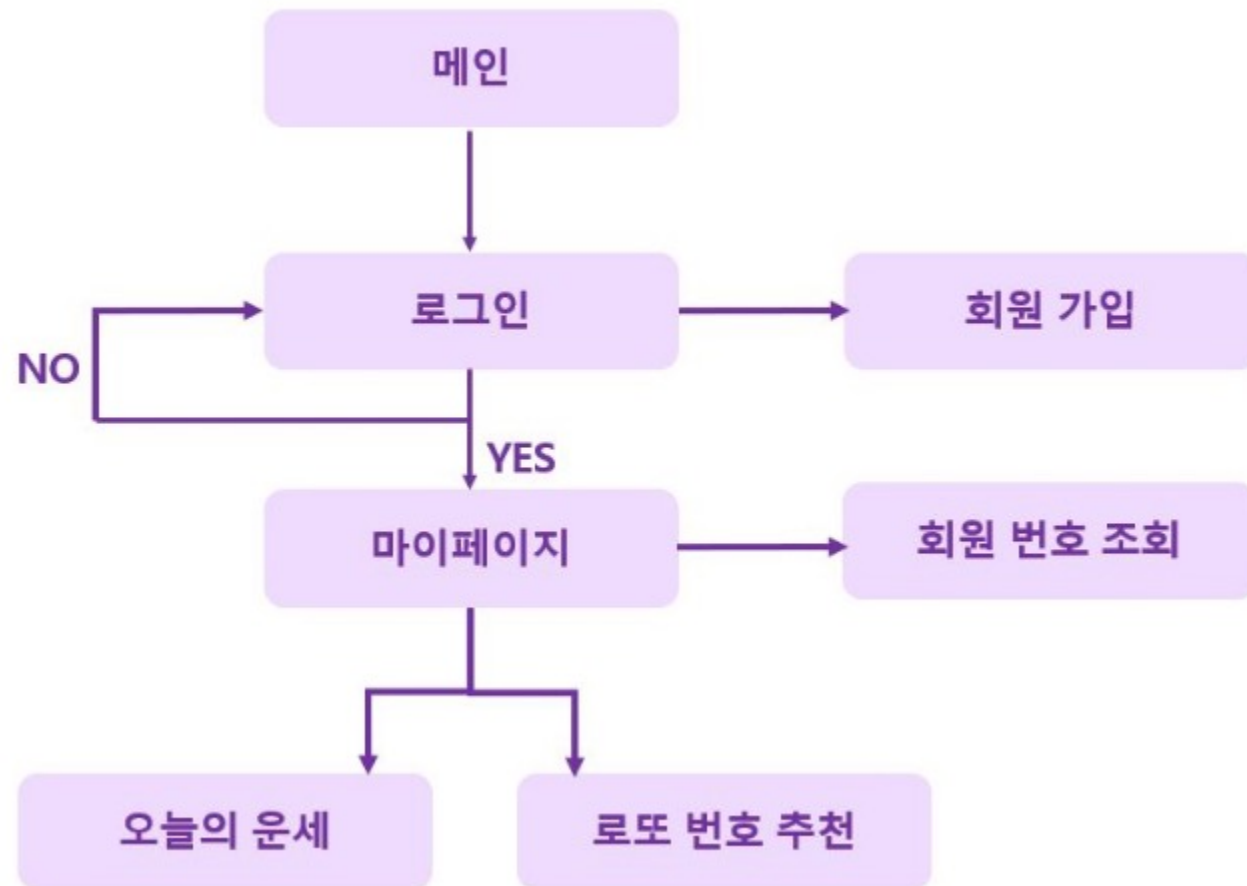 메인
로그인
회원 가입
NO
YES
마이페이지
회원 번호 조회
오늘의 운세
로또 번호 추천